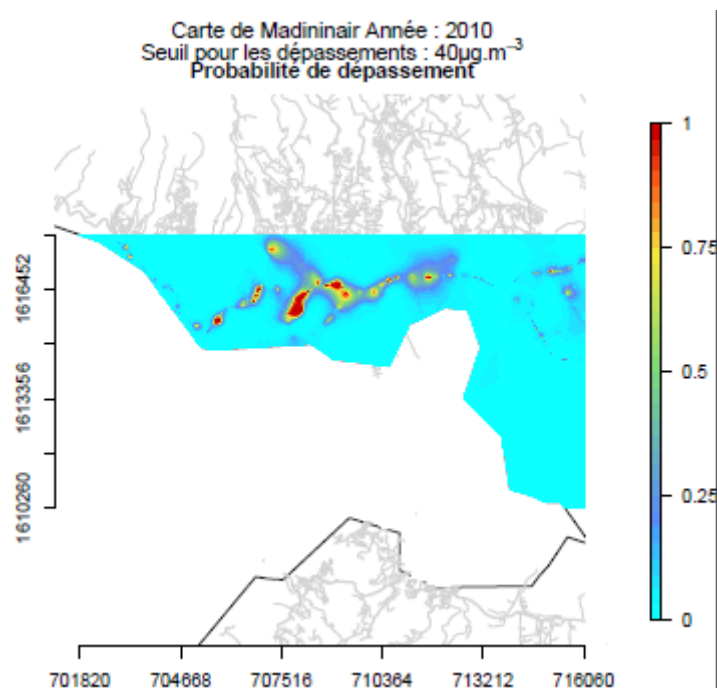 Carte de Madininair Année : 2010
Seuil pour les dépassements : 40µg.m⁻³
Probabilité de dépassement
1616452
1613356
1610260
701820 704668 707516 710364 713212 716060
1
0.75
0.5
0.25
0